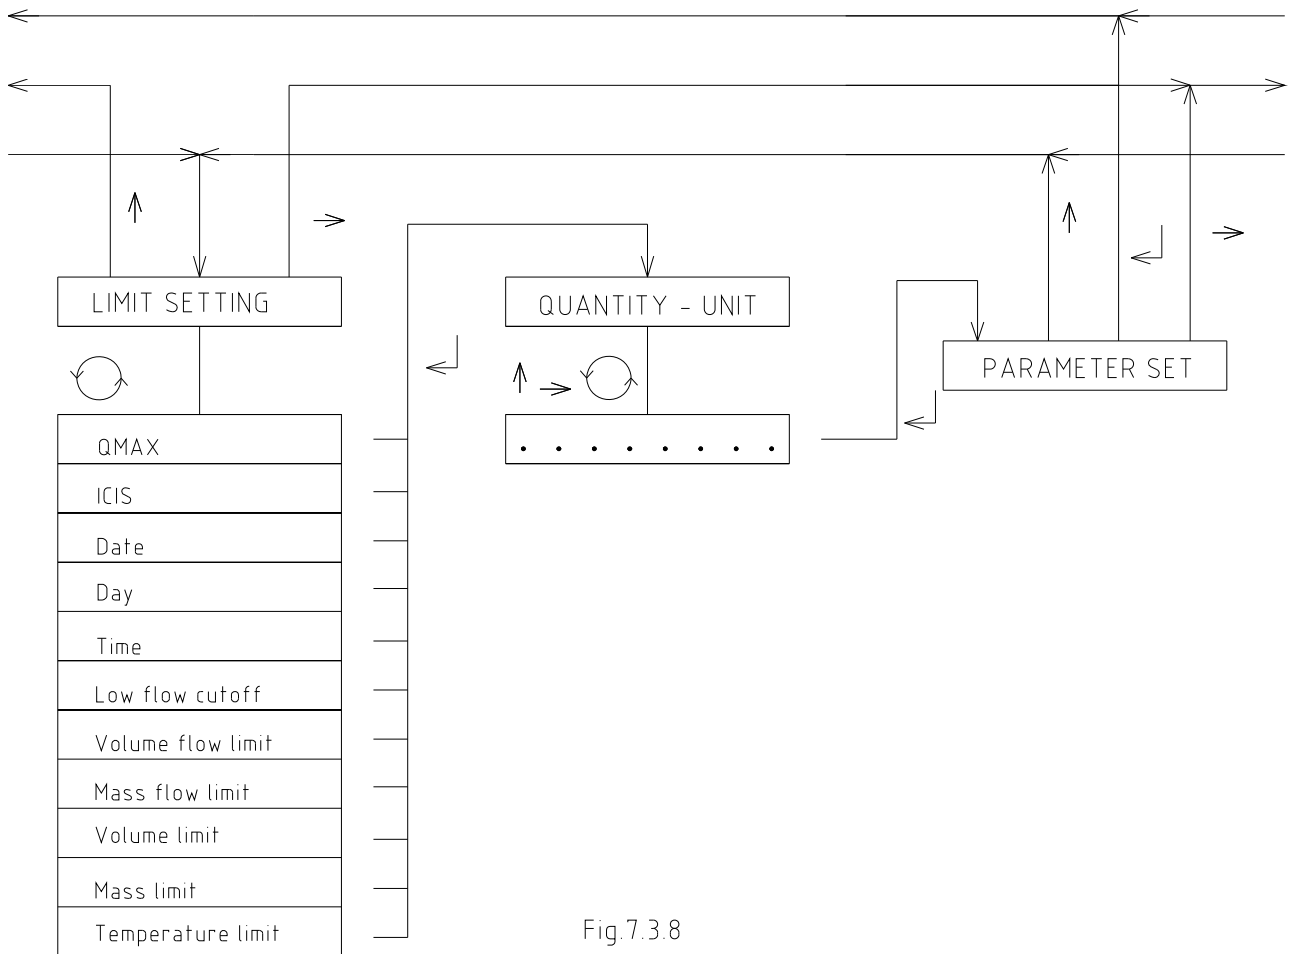 LIMIT SETTING
QUANTITY - UNIT
PARAMETER SET
. . . . . . . .
QMAX
ICIS
Date
Day
Time
Low flow cutoff
Volume flow limit
Mass flow limit
Volume limit
Mass limit
Temperature limit
Fig.7.3.8